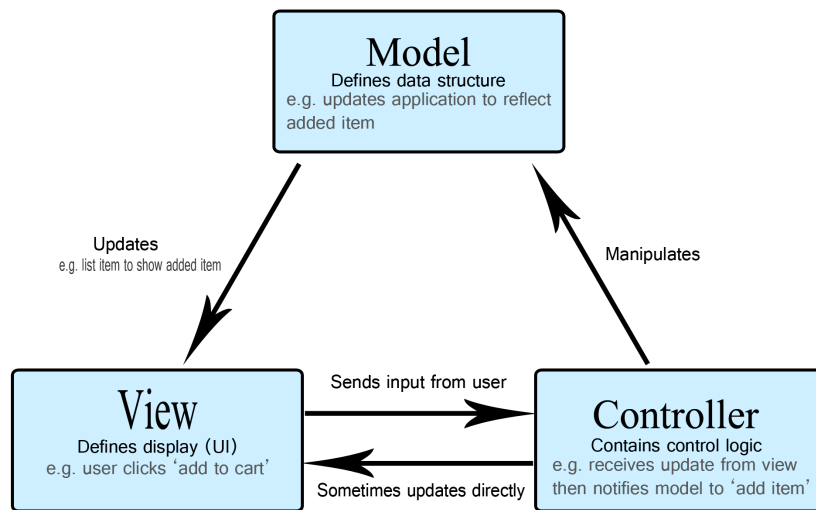 Model
Defines data structure
e.g. updates application to reflect
added item
Updates
e.g. list item to show added item
Manipulates
View
Defines display (UI)
e.g. user clicks ‘add to cart’
Sends input from user
Sometimes updates directly
Controller
Contains control logic
e.g. receives update from view
then notifies model to ‘add item’